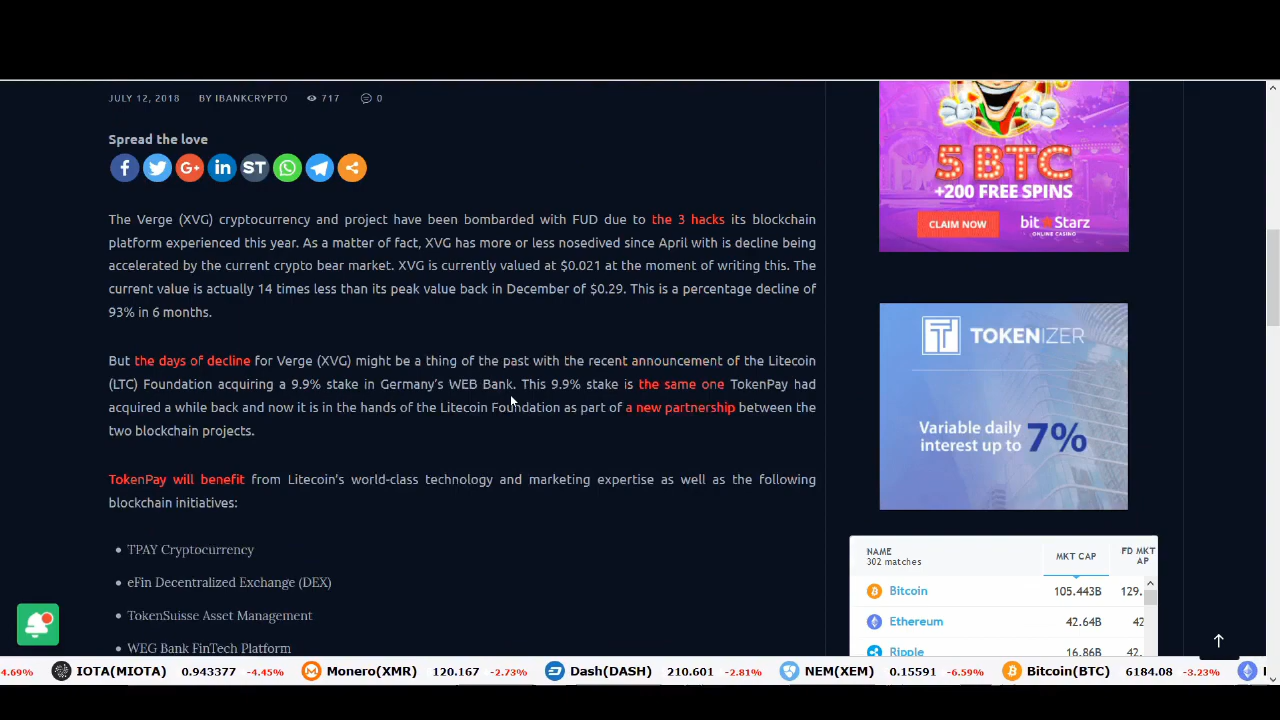 JULY 12, 2018 BY IBANKCRYPTO 717 0
Spread the love
ST
The Verge (XVG) cryptocurrency and project have been bombarded with FUD due to the 3 hacks its blockchain
platform experienced this year. As a matter of fact, XVG has more or less nosedived since April with is decline being
accelerated by the current crypto bear market. XVG is currently valued at $0.021 at the moment of writing this. The
current value is actually 14 times less than its peak value back in December of $0.29. This is a percentage decline of
93% in 6 months.
But the days of decline for Verge (XVG) might be a thing of the past with the recent announcement of the Litecoin
(LTC) Foundation acquiring a 9.9% stake in Germany's WEB Bank. This 9.9% stake is the same one TokenPay had
acquired a while back and now it is in the hands of the Litecoin Foundation as part of a new partnership between the
two blockchain projects.
TokenPay will benefit from Litecoin's world-class technology and marketing expertise as well as the following
blockchain initiatives:
TPAY Cryptocurrency
eFin Decentralized Exchange (DEX)
TokenSuisse Asset Management
WEG Bank FinTech Platform
5 BTC
+200 FREE SPINS
CLAIM NOW
bitStarz
ONLINE CASINO
TOKENIZER
Variable daily
interest up to 7%
NAME MKT CAP FD MKT
302 matches AP
Bitcoin 105.443B 129.
Ethereum 42.64B 42
Ripple 16.86B 42.
4.69% IOTA(MIOTA) 0.943377 -4.45% Monero(XMR) 120.167 -2.73% Dash(DASH) 210.601 -2.81% NEM(XEM) 0.15591 -6.59% Bitcoin(BTC) 6184.08 -3.23%